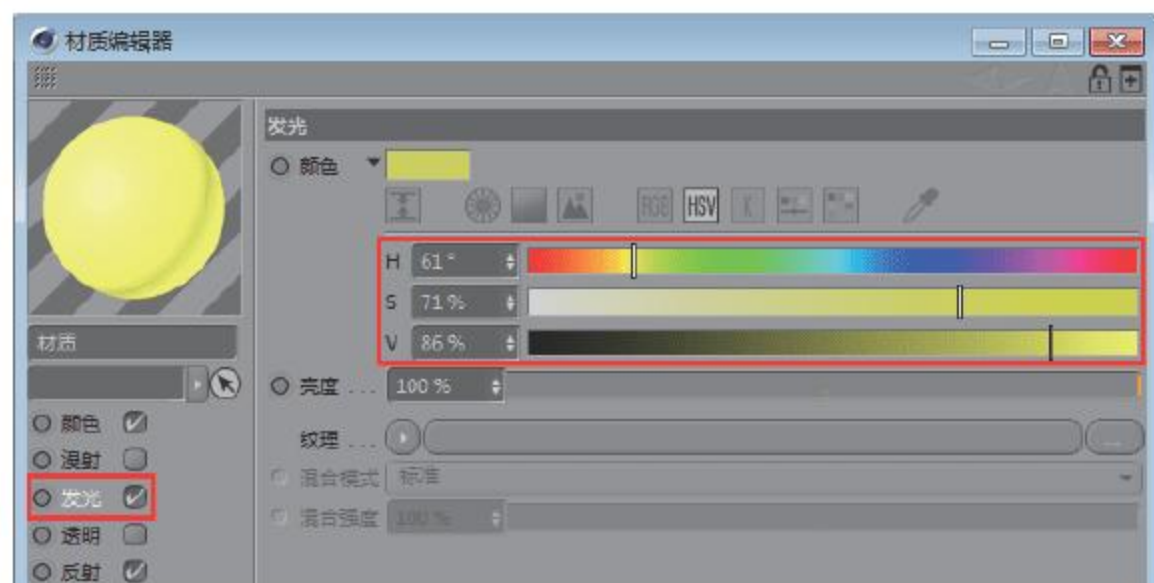 材质编辑器
发光
颜色
RGB HSV K
H 61°
S 71%
V 86%
材质
亮度 . . . 100 %
颜色
纹理 . . . ...
漫射
混合模式 标准
发光
混合强度 100 %
透明
反射